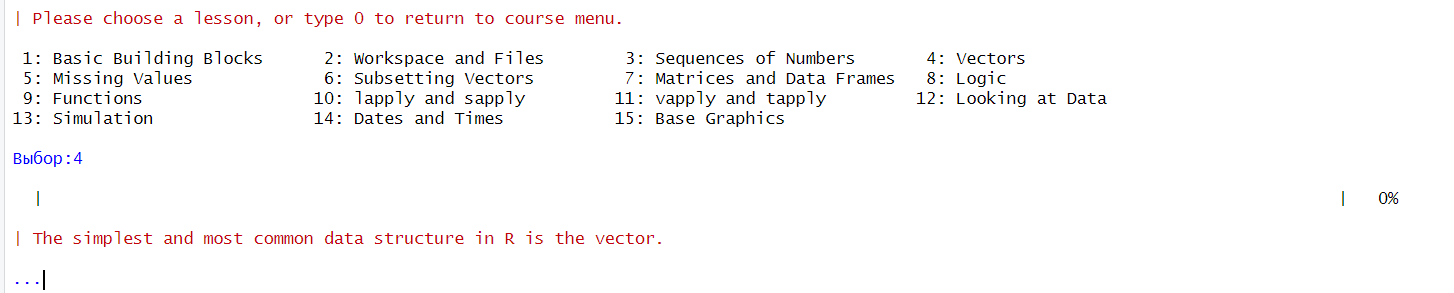 | Please choose a lesson, or type 0 to return to course menu.
1: Basic Building Blocks 2: Workspace and Files 3: Sequences of Numbers 4: Vectors
5: Missing Values 6: Subsetting Vectors 7: Matrices and Data Frames 8: Logic
9: Functions 10: lapply and sapply 11: vapply and tapply 12: Looking at Data
13: Simulation 14: Dates and Times 15: Base Graphics
Выбор:4
| | 0%
| The simplest and most common data structure in R is the vector.
...